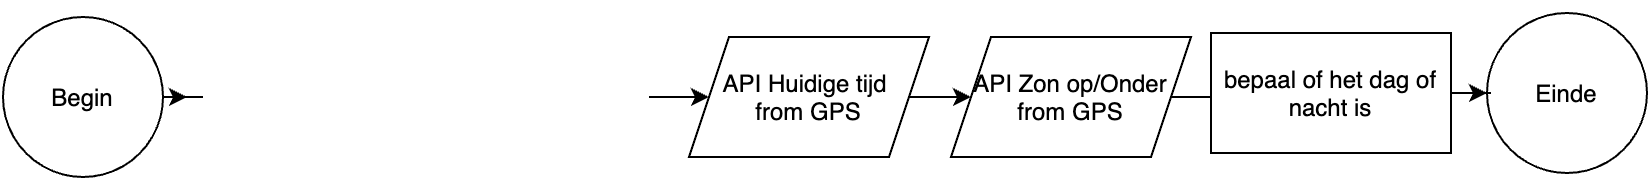 Begin
API Huidige tijd
from GPS
API Zon op/Onder
from GPS
bepaal of het dag of
nacht is
Einde